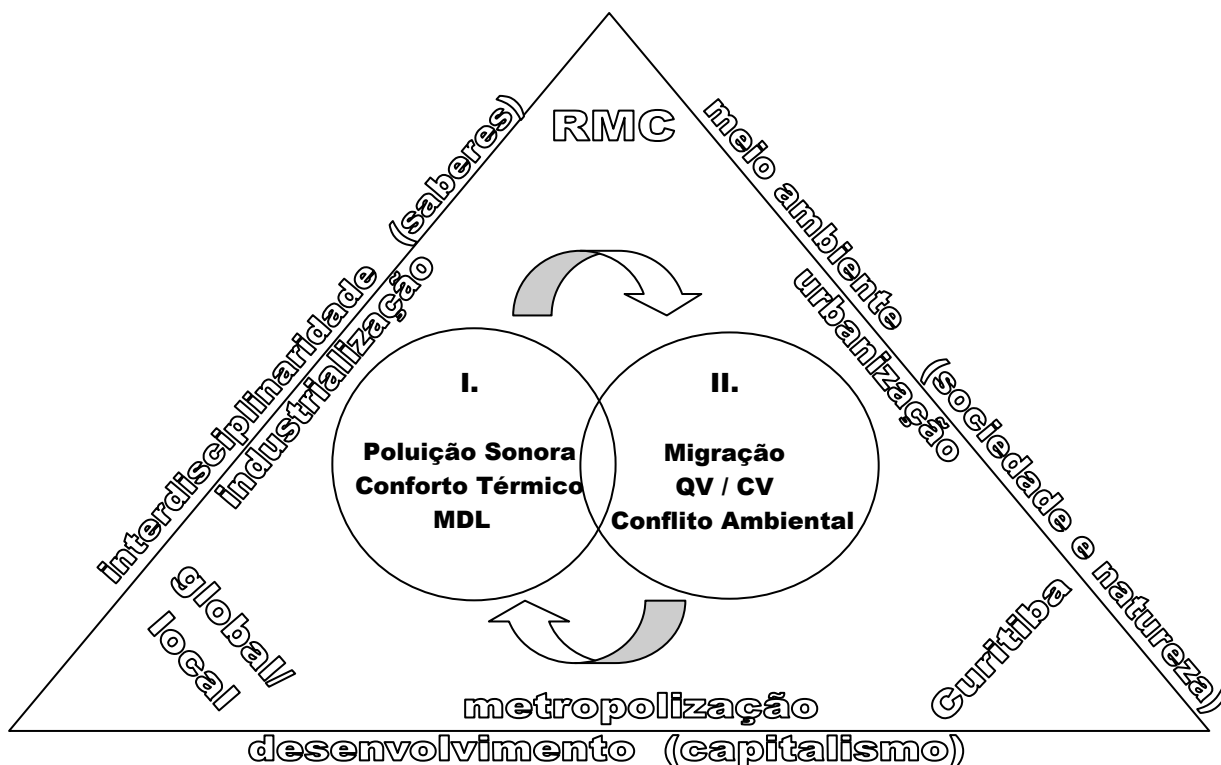 RMC
interdisciplinaridade (saberes)
industrialização
meio ambiente (sociedade e natureza)
urbanização
I.
Poluição Sonora
Conforto Térmico
MDL
II.
Migração
QV / CV
Conflito Ambiental
global/
local
Curitiba
metropolização
desenvolvimento (capitalismo)